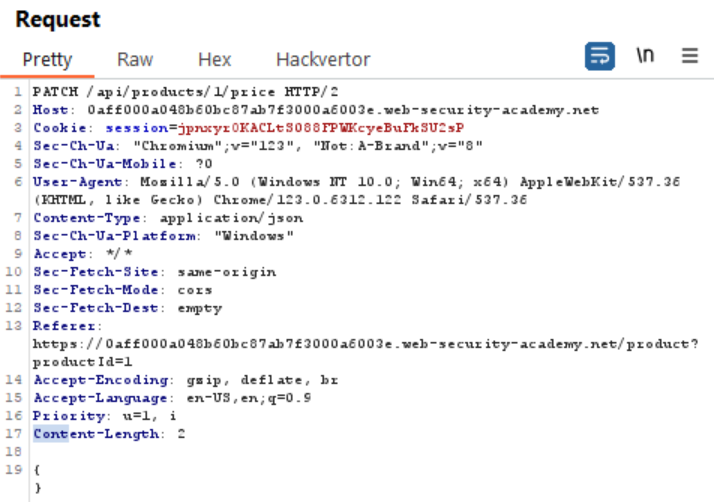 Request
Pretty Raw Hex Hackvertor \n
1 PATCH /api/products/1/price HTTP/2
2 Host: 0aff000a048b60bc87ab7f3000a6003e.web-security-academy.net
3 Cookie: session=jpnxyr0KACLtS088FPWKcyeBuFkSU2sP
4 Sec-Ch-Ua: "Chromium";v="123", "Not:A-Brand";v="8"
5 Sec-Ch-Ua-Mobile: ?0
6 User-Agent: Mozilla/5.0 (Windows NT 10.0; Win64; x64) AppleWebKit/537.36
(KHTML, like Gecko) Chrome/123.0.6312.122 Safari/537.36
7 Content-Type: application/json
8 Sec-Ch-Ua-Platform: "Windows"
9 Accept: */*
10 Sec-Fetch-Site: same-origin
11 Sec-Fetch-Mode: cors
12 Sec-Fetch-Dest: empty
13 Referer:
https://0aff000a048b60bc87ab7f3000a6003e.web-security-academy.net/product?
productId=1
14 Accept-Encoding: gzip, deflate, br
15 Accept-Language: en-US,en;q=0.9
16 Priority: u=1, i
17 Content-Length: 2
18
19 {
}